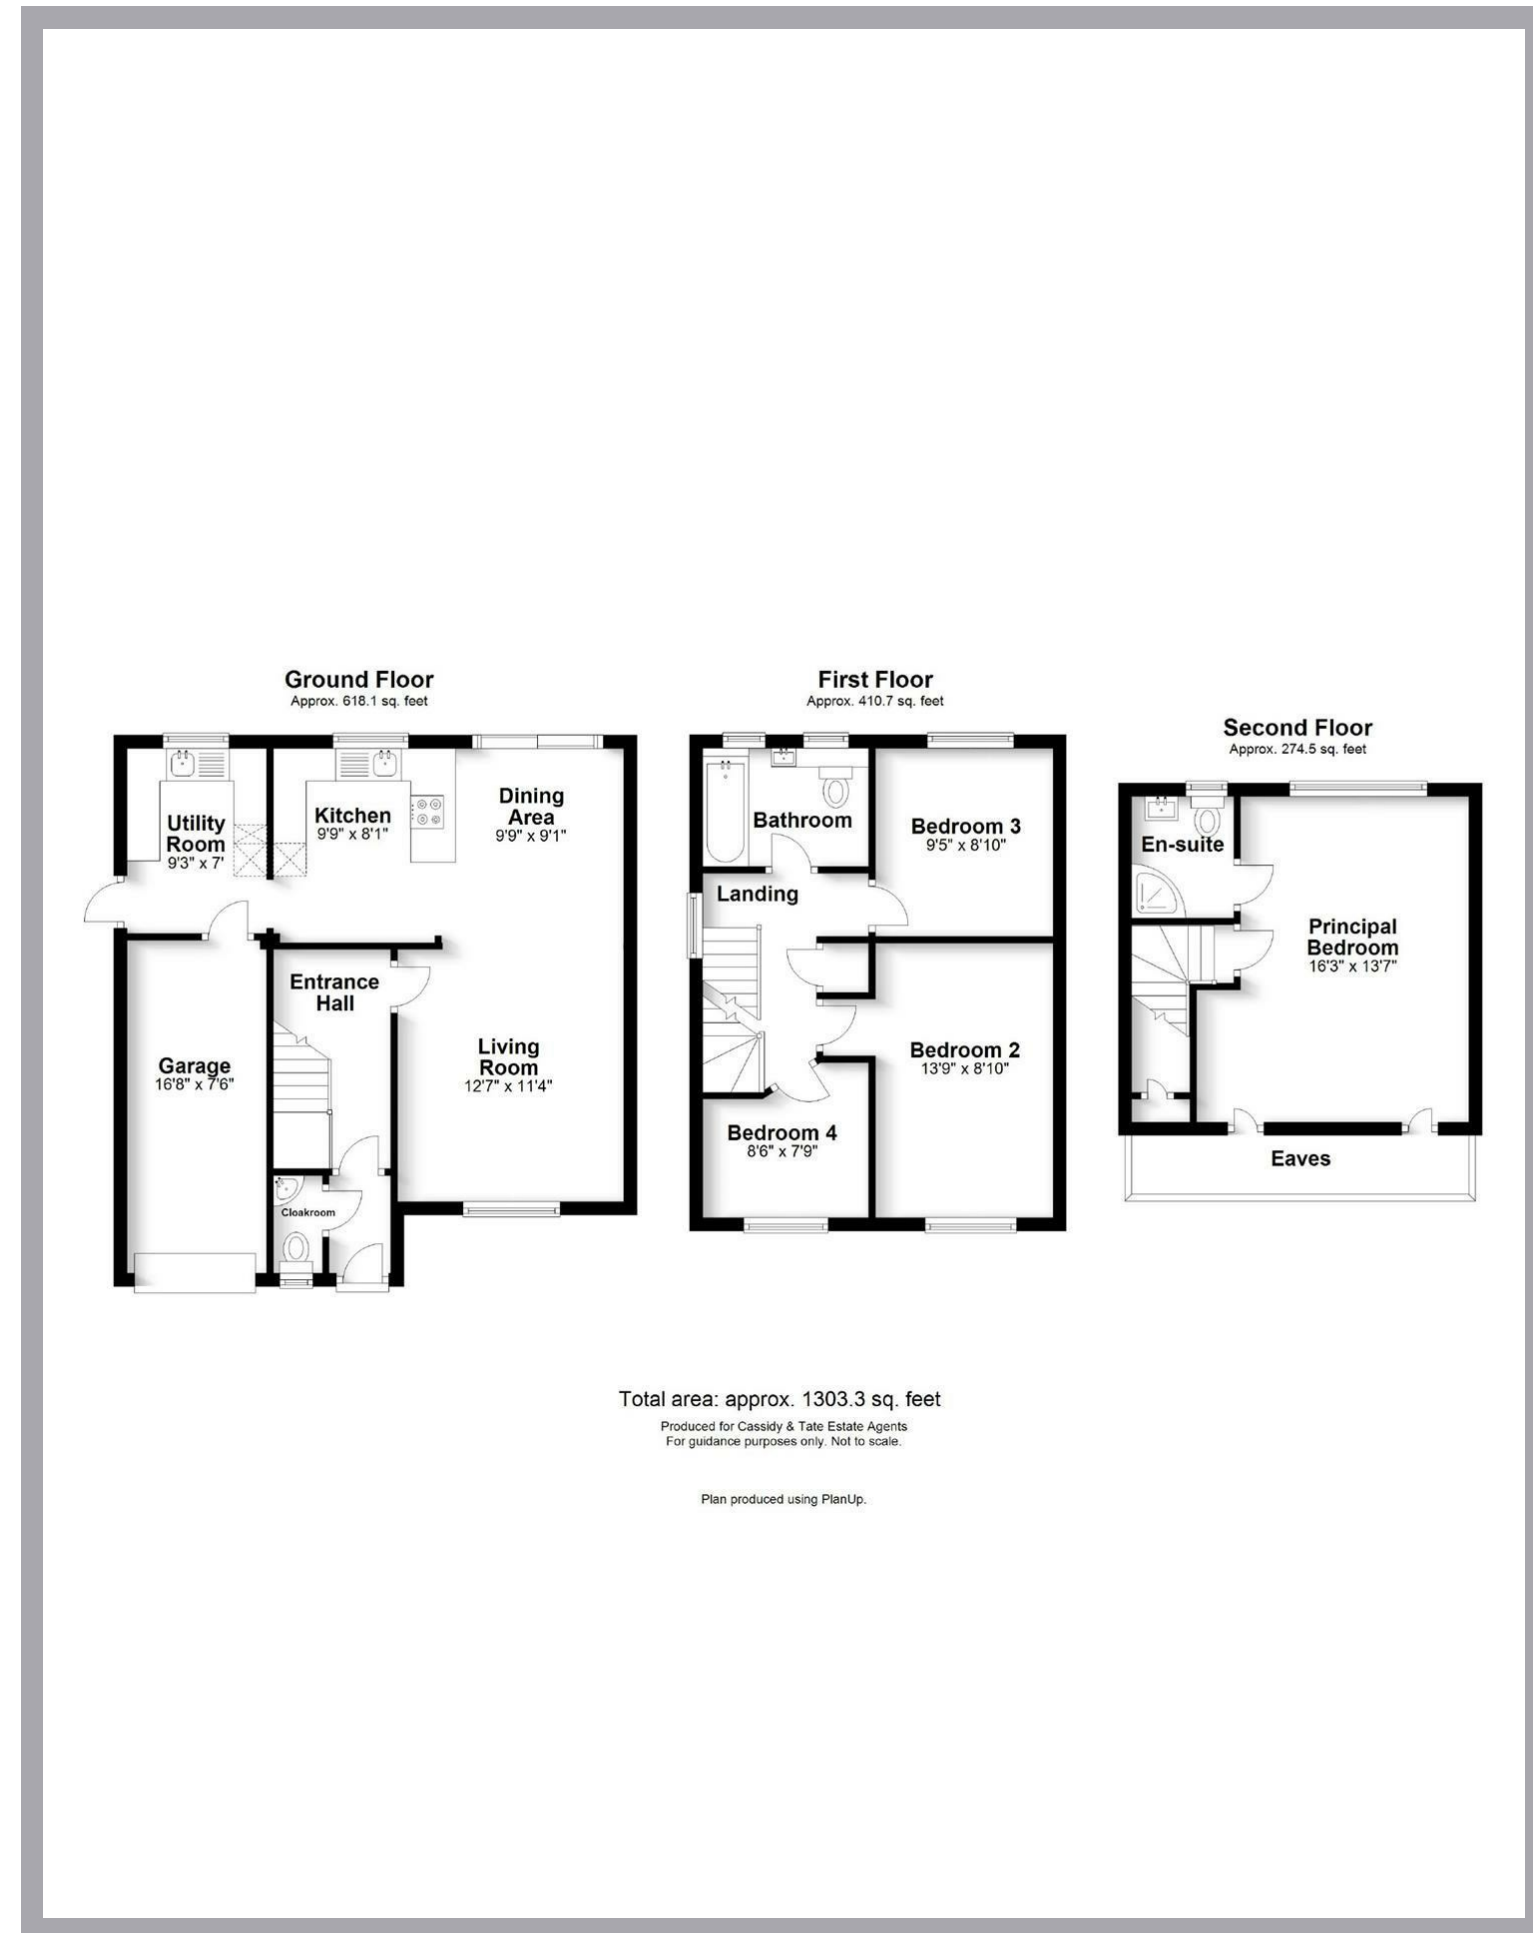 Ground Floor
Approx. 618.1 sq. feet
Utility
Room
9'3" x 7'
Kitchen
9'9" x 8'1"
Dining
Area
9'9" x 9'1"
Entrance
Hall
Garage
16'8" x 7'6"
Living
Room
12'7" x 11'4"
Cloakroom
First Floor
Approx. 410.7 sq. feet
Bathroom
Bedroom 3
9'5" x 8'10"
Landing
Bedroom 2
13'9" x 8'10"
Bedroom 4
8'6" x 7'9"
Second Floor
Approx. 274.5 sq. feet
En-suite
Principal
Bedroom
16'3" x 13'7"
Eaves
Total area: approx. 1303.3 sq. feet
Produced for Cassidy & Tate Estate Agents
For guidance purposes only. Not to scale.
Plan produced using PlanUp.